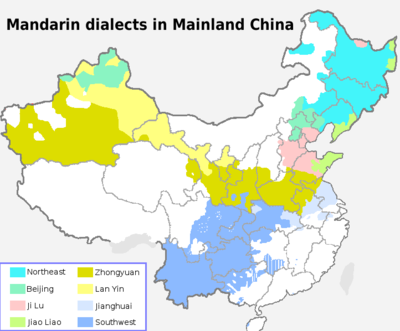 Mandarin dialects in Mainland China
Northeast
Zhongyuan
Beijing
Lan Yin
Ji Lu
Jianghuai
Jiao Liao
Southwest